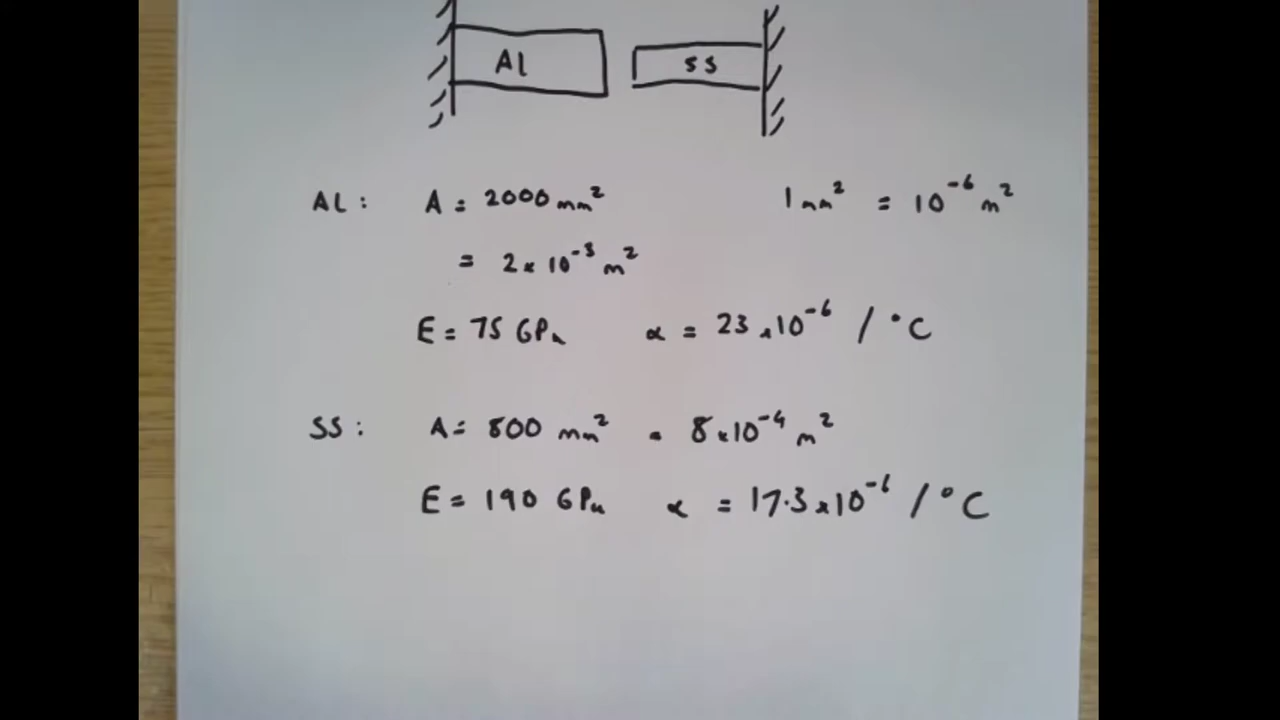 AL SS
AL : A = 2000 mm² 1 mm² = 10⁻⁶ m²
= 2 × 10⁻³ m²
E = 75 GPa α = 23 × 10⁻⁶ / °C
SS : A = 800 mm² = 8 × 10⁻⁴ m²
E = 190 GPa α = 17.3 × 10⁻⁶ / °C